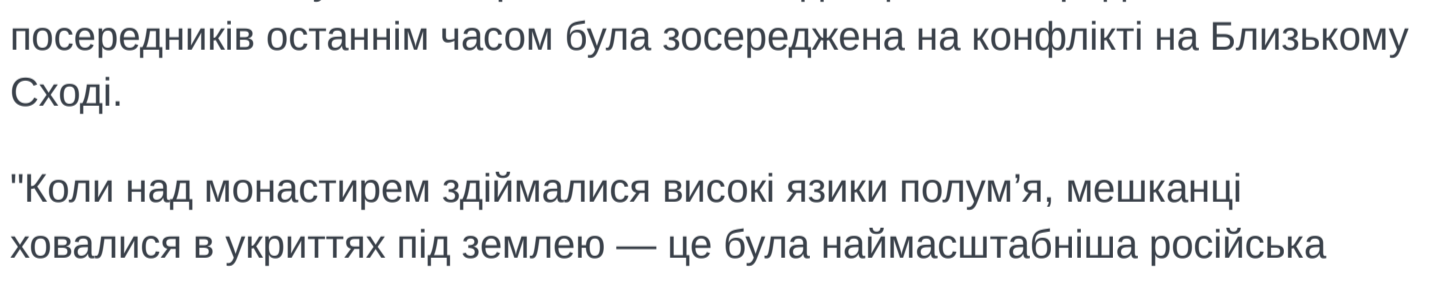 посередників останнім часом була зосереджена на конфлікті на Близькому
Сході.
"Коли над монастирем здіймалися високі язики полум’я, мешканці
ховалися в укриттях під землею — це була наймасштабніша російська